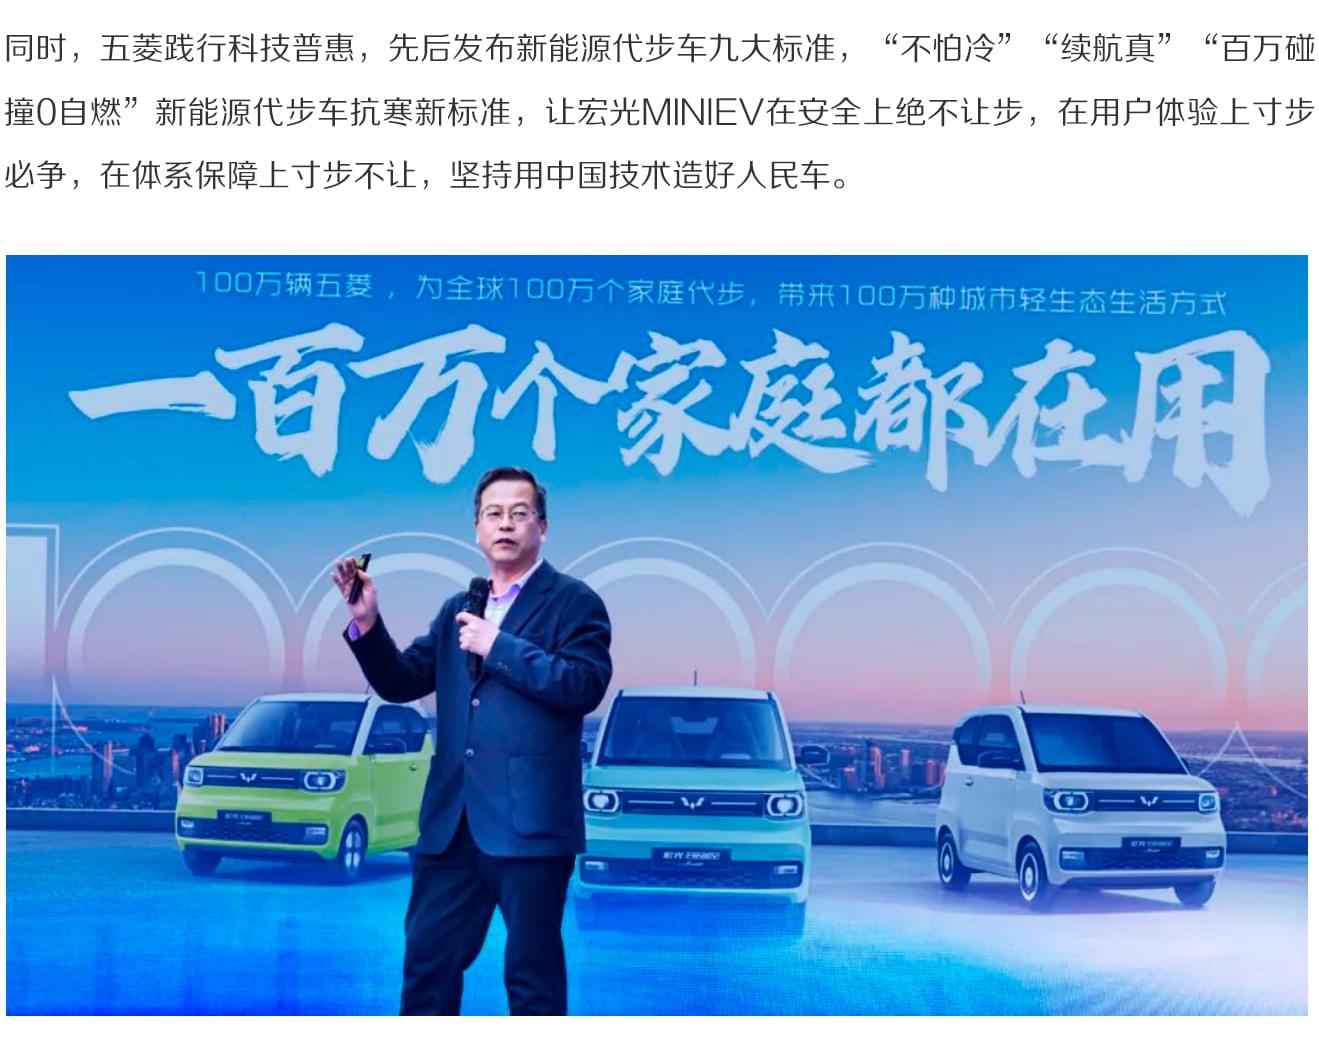 同时，五菱践行科技普惠，先后发布新能源代步车九大标准，“不怕冷”“续航真”“百万碰
撞0自燃”新能源代步车抗寒新标准，让宏光MINIEV在安全上绝不让步，在用户体验上寸步
必争，在体系保障上寸步不让，坚持用中国技术造好人民车。
100万辆五菱，为全球100万个家庭代步，带来100万种城市轻生态生活方式
一百万个家庭都在用